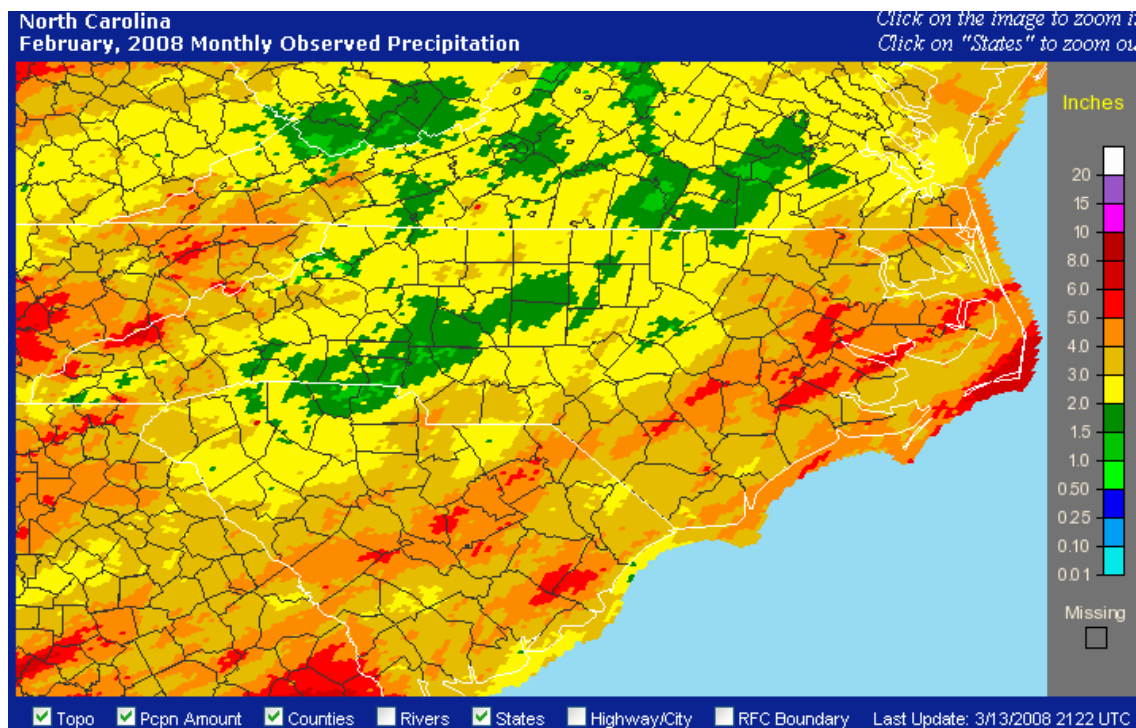 North Carolina
February, 2008 Monthly Observed Precipitation
Click on the image to zoom i
Click on "States" to zoom ou
Inches
20
15
10
8.0
6.0
5.0
4.0
3.0
2.0
1.5
1.0
0.50
0.25
0.10
0.01
Missing
Topo Pcpn Amount Counties Rivers States Highway/City RFC Boundary Last Update: 3/13/2008 2122 UTC